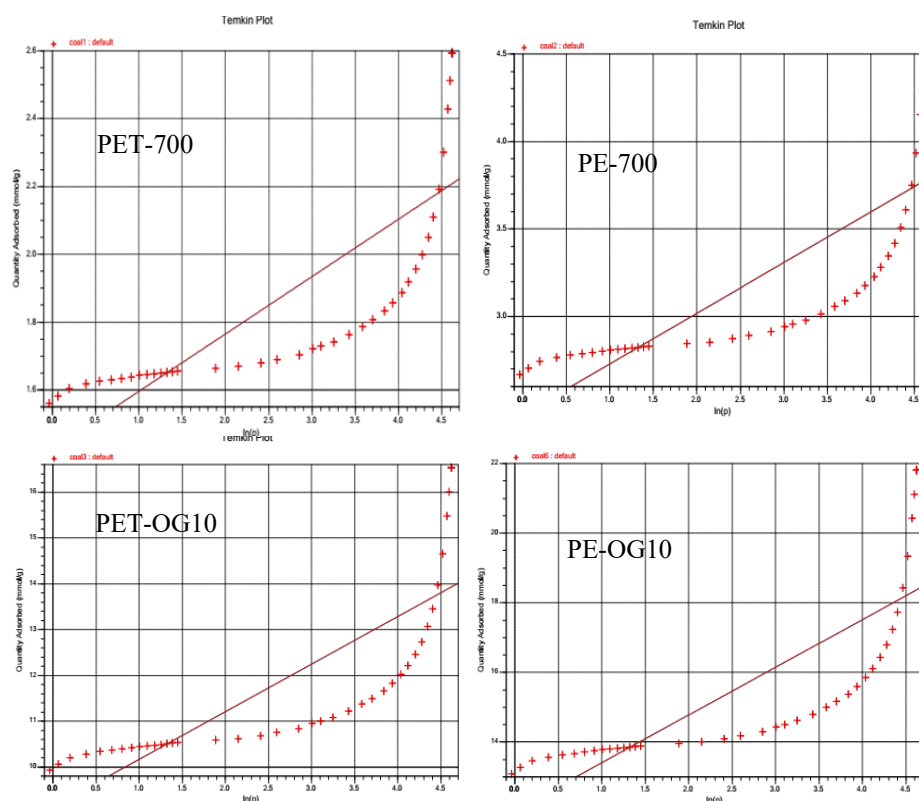 Temkin Plot
+ coal1 : default
Quantity Adsorbed (mmol/g)
2.6
2.4
2.2
2.0
1.8
1.6
PET-700
0.0 0.5 1.0 1.5 2.0 2.5 3.0 3.5 4.0 4.5
ln(p)
Temkin Plot
+ coal2 : default
Quantity Adsorbed (mmol/g)
4.5
4.0
3.5
3.0
PE-700
0.0 0.5 1.0 1.5 2.0 2.5 3.0 3.5 4.0 4.5
ln(p)
Temkin Plot
+ coal3 : default
Quantity Adsorbed (mmol/g)
16
15
14
13
12
11
10
PET-OG10
0.0 0.5 1.0 1.5 2.0 2.5 3.0 3.5 4.0 4.5
ln(p)
+ coal6 : default
Quantity Adsorbed (mmol/g)
22
20
18
16
14
PE-OG10
0.0 0.5 1.0 1.5 2.0 2.5 3.0 3.5 4.0 4.5
ln(p)